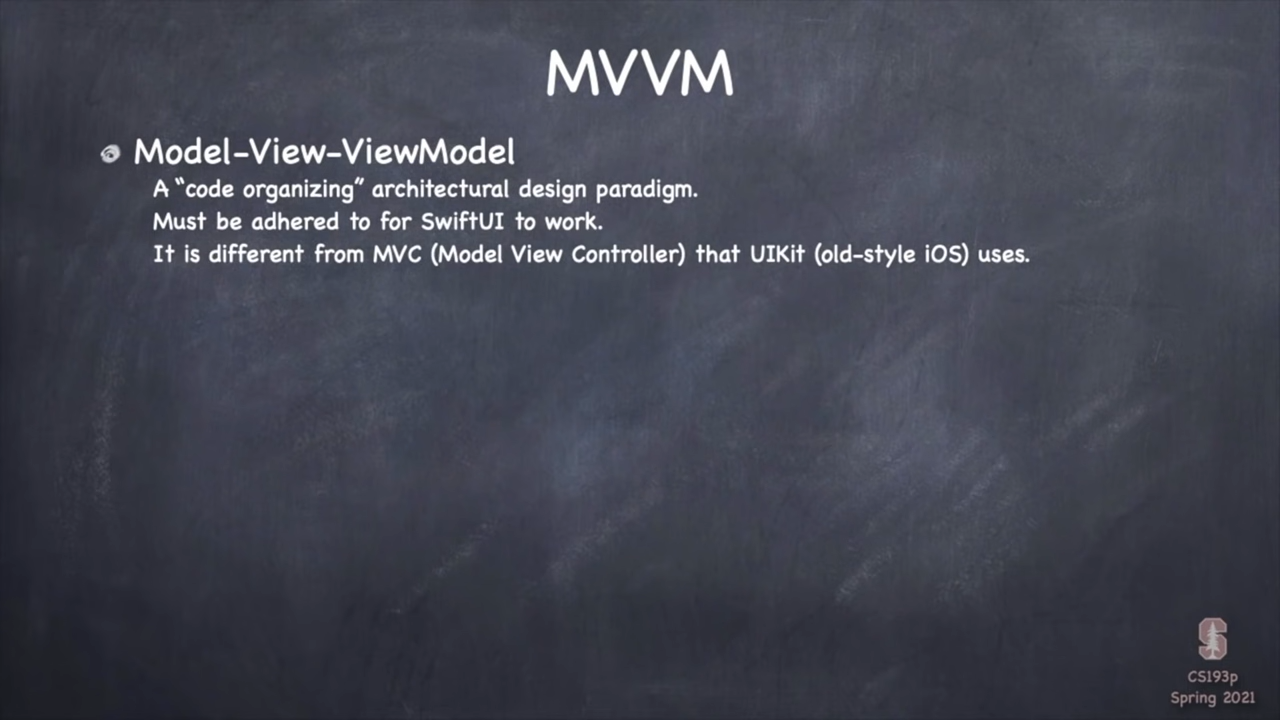 MVVM
Model-View-ViewModel
A “code organizing” architectural design paradigm.
Must be adhered to for SwiftUI to work.
It is different from MVC (Model View Controller) that UIKit (old-style iOS) uses.
S
CS193p
Spring 2021